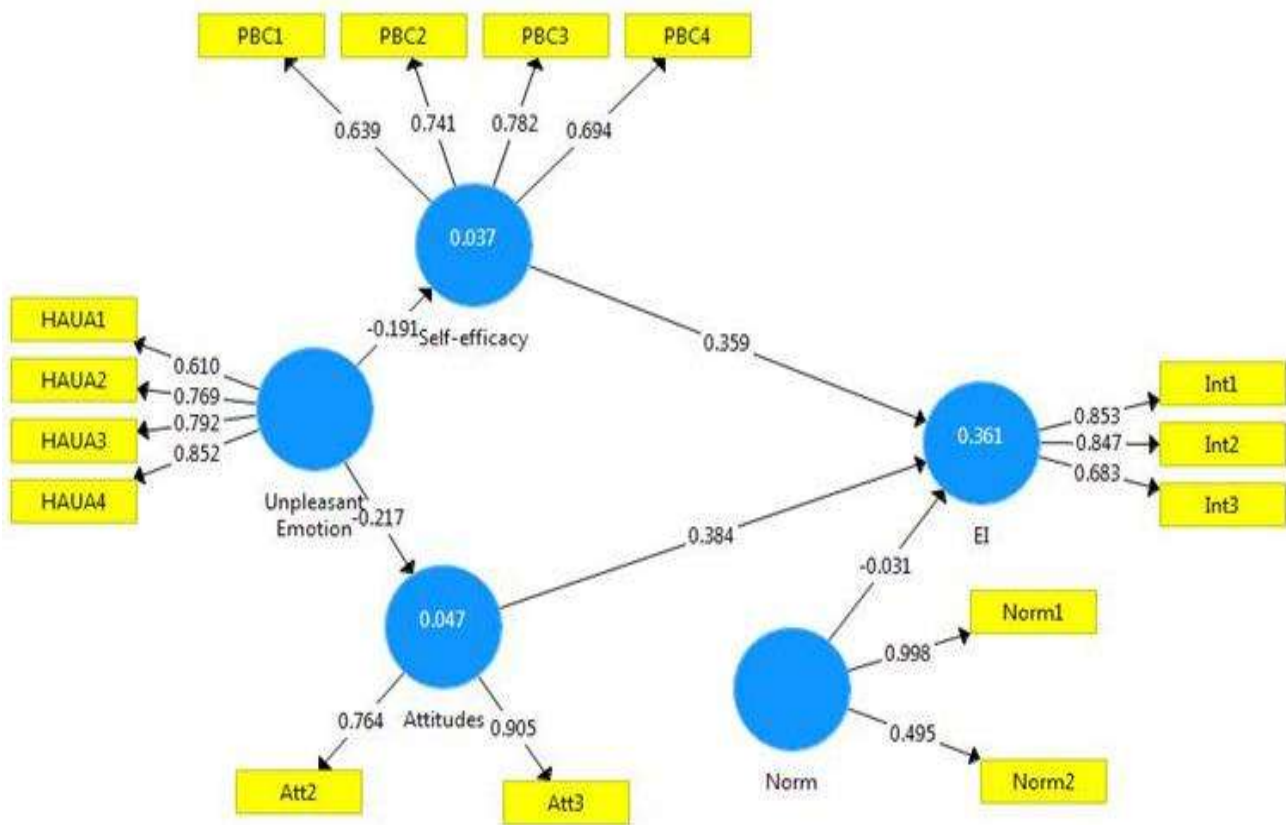 PBC1
PBC2
PBC3
PBC4
0.639
0.741
0.782
0.694
0.037
Self-efficacy
-0.191
HAUA1
HAUA2
HAUA3
HAUA4
0.610
0.769
0.792
0.852
Unpleasant
Emotion
-0.217
0.359
0.384
0.361
EI
0.853
0.847
0.683
Int1
Int2
Int3
-0.031
0.047
Attitudes
0.764
0.905
Att2
Att3
Norm
0.998
0.495
Norm1
Norm2